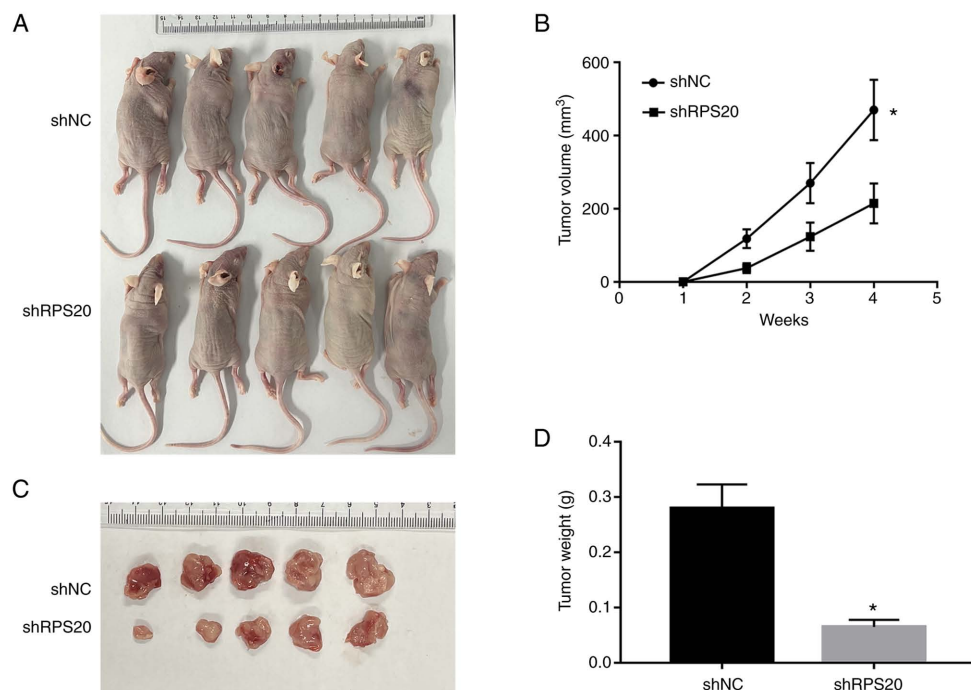 A
shNC
shRPS20
B
600
400
200
0
Tumor volume (mm³)
shNC
shRPS20
*
0
1
2
3
4
5
Weeks
C
shNC
shRPS20
D
0.4
0.3
0.2
0.1
0.0
Tumor weight (g)
*
shNC
shRPS20